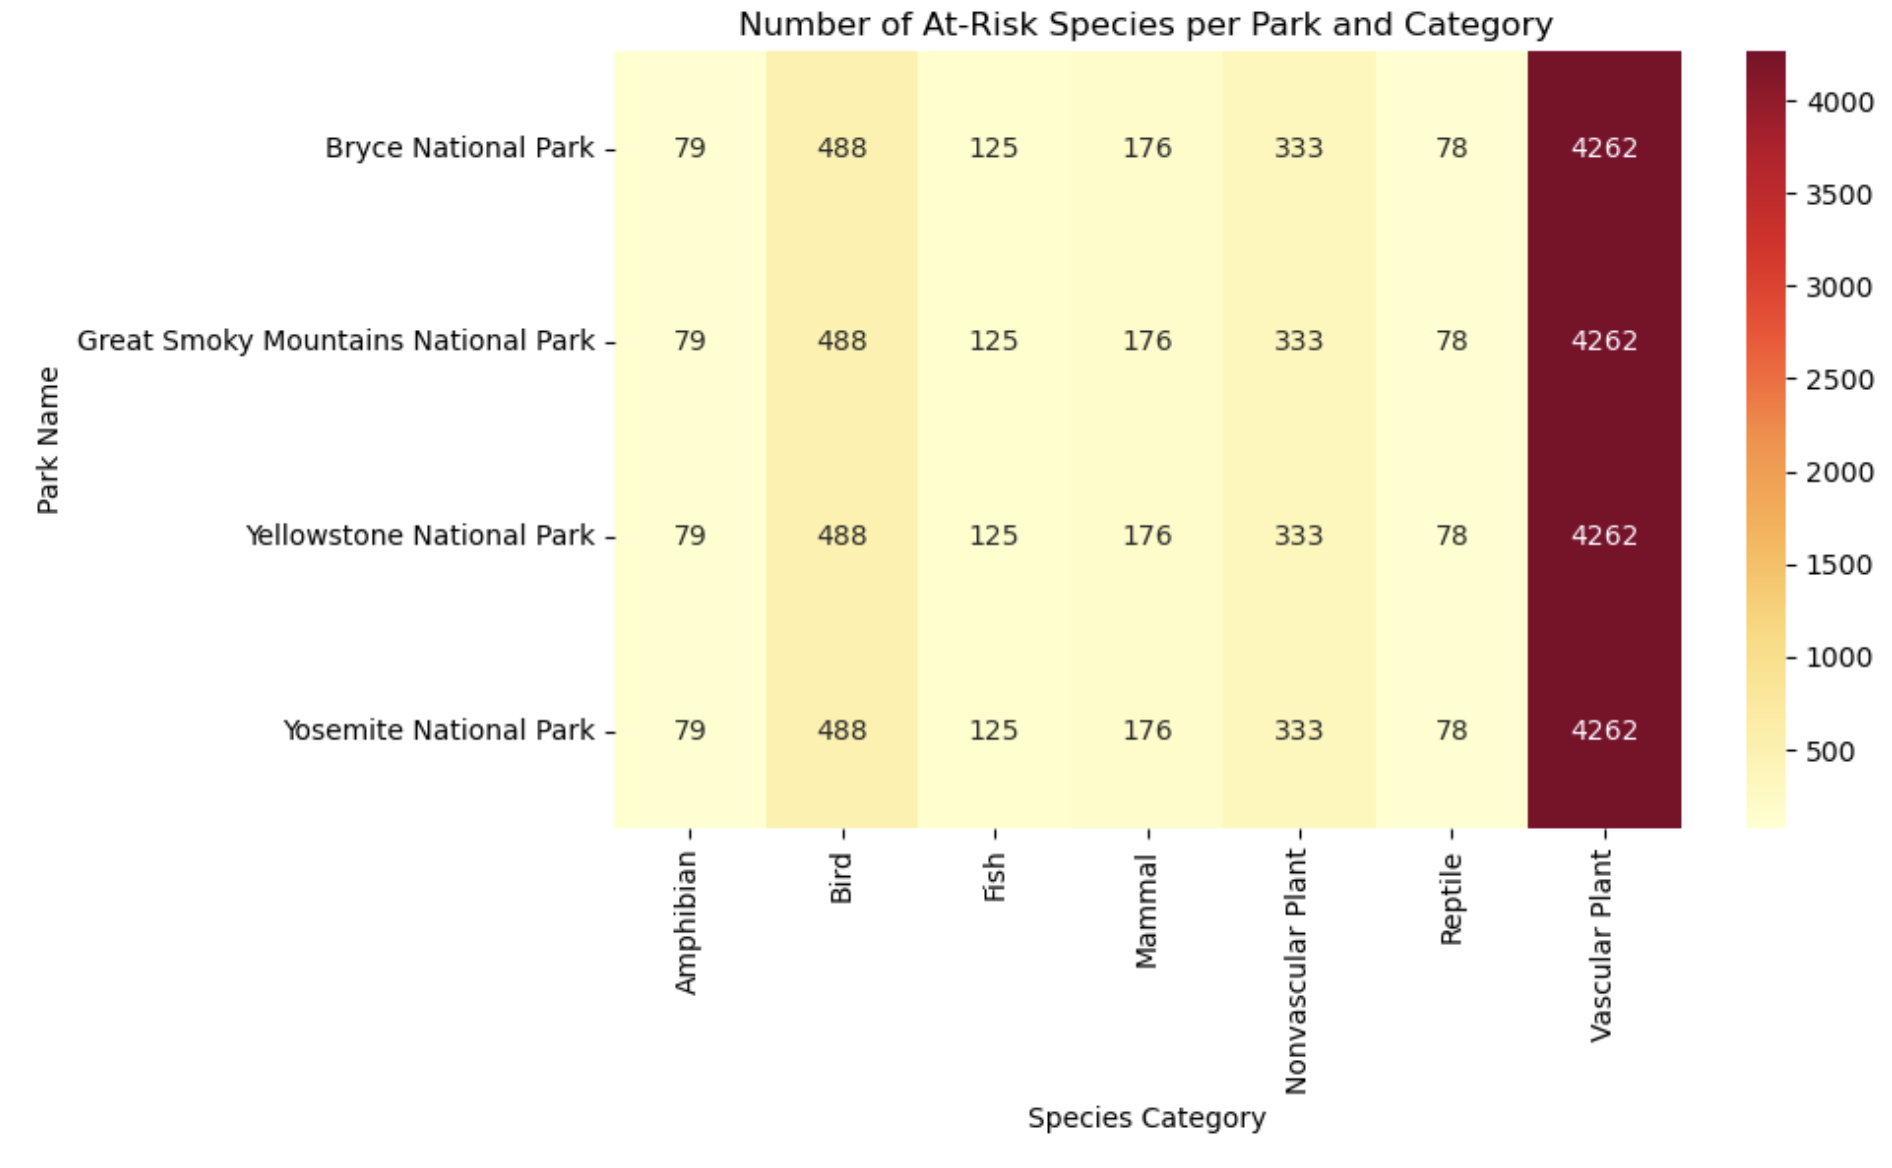 Number of At-Risk Species per Park and Category
Park Name
Bryce National Park 79 488 125 176 333 78 4262
Great Smoky Mountains National Park 79 488 125 176 333 78 4262
Yellowstone National Park 79 488 125 176 333 78 4262
Yosemite National Park 79 488 125 176 333 78 4262
Amphibian
Bird
Fish
Mammal
Nonvascular Plant
Reptile
Vascular Plant
Species Category
4000
3500
3000
2500
2000
1500
1000
500